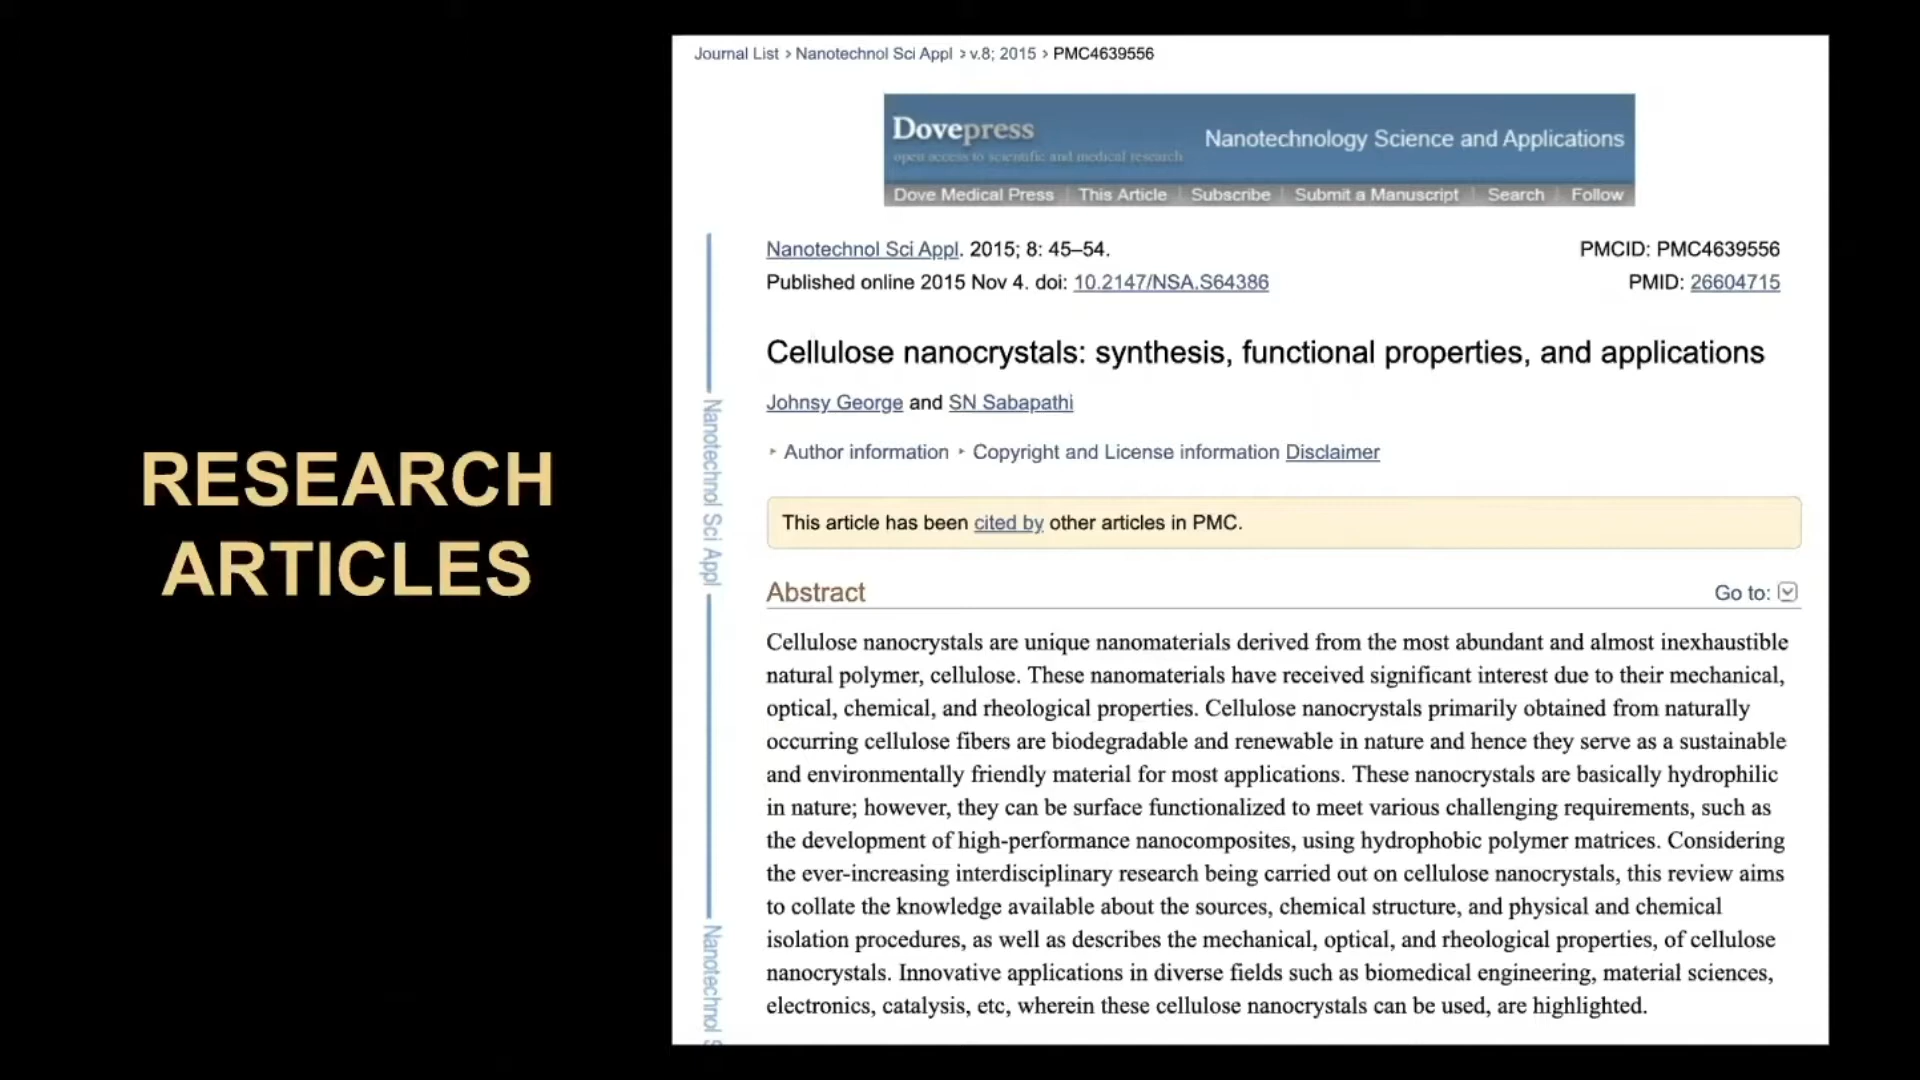 RESEARCH
ARTICLES
Journal List > Nanotechnol Sci Appl > v.8; 2015 > PMC4639556
Dovepress
open access to scientific and medical research
Nanotechnology Science and Applications
Dove Medical Press | This Article | Subscribe | Submit a Manuscript | Search | Follow
Nanotechnol Sci Appl. 2015; 8: 45–54.
PMCID: PMC4639556
Published online 2015 Nov 4. doi: 10.2147/NSA.S64386
PMID: 26604715
Cellulose nanocrystals: synthesis, functional properties, and applications
Johnsy George and SN Sabapathi
▸ Author information ▸ Copyright and License information Disclaimer
This article has been cited by other articles in PMC.
Abstract
Go to:
Cellulose nanocrystals are unique nanomaterials derived from the most abundant and almost inexhaustible
natural polymer, cellulose. These nanomaterials have received significant interest due to their mechanical,
optical, chemical, and rheological properties. Cellulose nanocrystals primarily obtained from naturally
occurring cellulose fibers are biodegradable and renewable in nature and hence they serve as a sustainable
and environmentally friendly material for most applications. These nanocrystals are basically hydrophilic
in nature; however, they can be surface functionalized to meet various challenging requirements, such as
the development of high-performance nanocomposites, using hydrophobic polymer matrices. Considering
the ever-increasing interdisciplinary research being carried out on cellulose nanocrystals, this review aims
to collate the knowledge available about the sources, chemical structure, and physical and chemical
isolation procedures, as well as describes the mechanical, optical, and rheological properties, of cellulose
nanocrystals. Innovative applications in diverse fields such as biomedical engineering, material sciences,
electronics, catalysis, etc, wherein these cellulose nanocrystals can be used, are highlighted.
Nanotechnol Sci Appl
Nanotechnol S